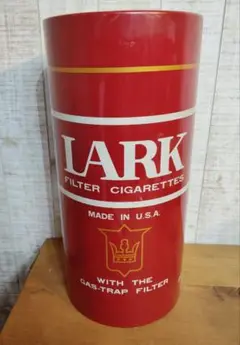 LARK
FILTER CIGARETTES
MADE IN U.S.A.
WITH THE
GAS-TRAP FILTER